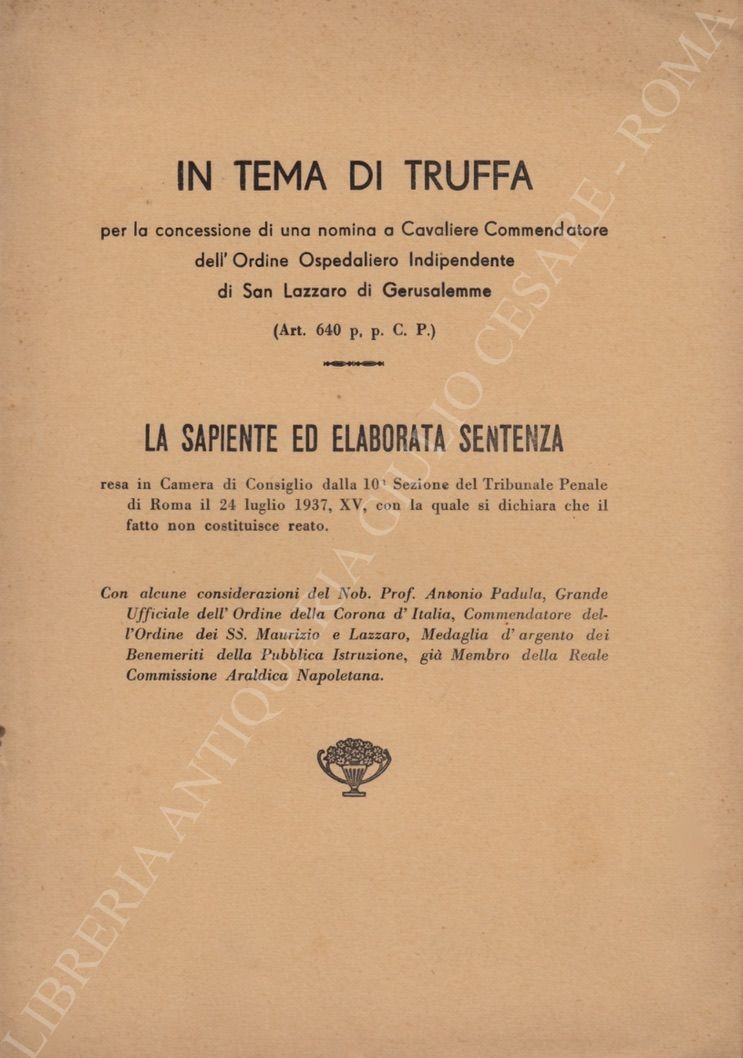 IN TEMA DI TRUFFA
per la concessione di una nomina a Cavaliere Commendatore
dell' Ordine Ospedaliero Indipendente
di San Lazzaro di Gerusalemme
(Art. 640 p, p. C. P.)
LA SAPIENTE ED ELABORATA SENTENZA
resa in Camera di Consiglio dalla 10ª Sezione del Tribunale Penale
di Roma il 24 luglio 1937, XV, con la quale si dichiara che il
fatto non costituisce reato.
Con alcune considerazioni del Nob. Prof. Antonio Padula, Grande
Ufficiale dell' Ordine della Corona d' Italia, Commendatore del-
l'Ordine dei SS. Maurizio e Lazzaro, Medaglia d' argento dei
Benemeriti della Pubblica Istruzione, già Membro della Reale
Commissione Araldica Napoletana.
LIBRERIA ANTIQUARIA GIULIO CESARE - ROMA